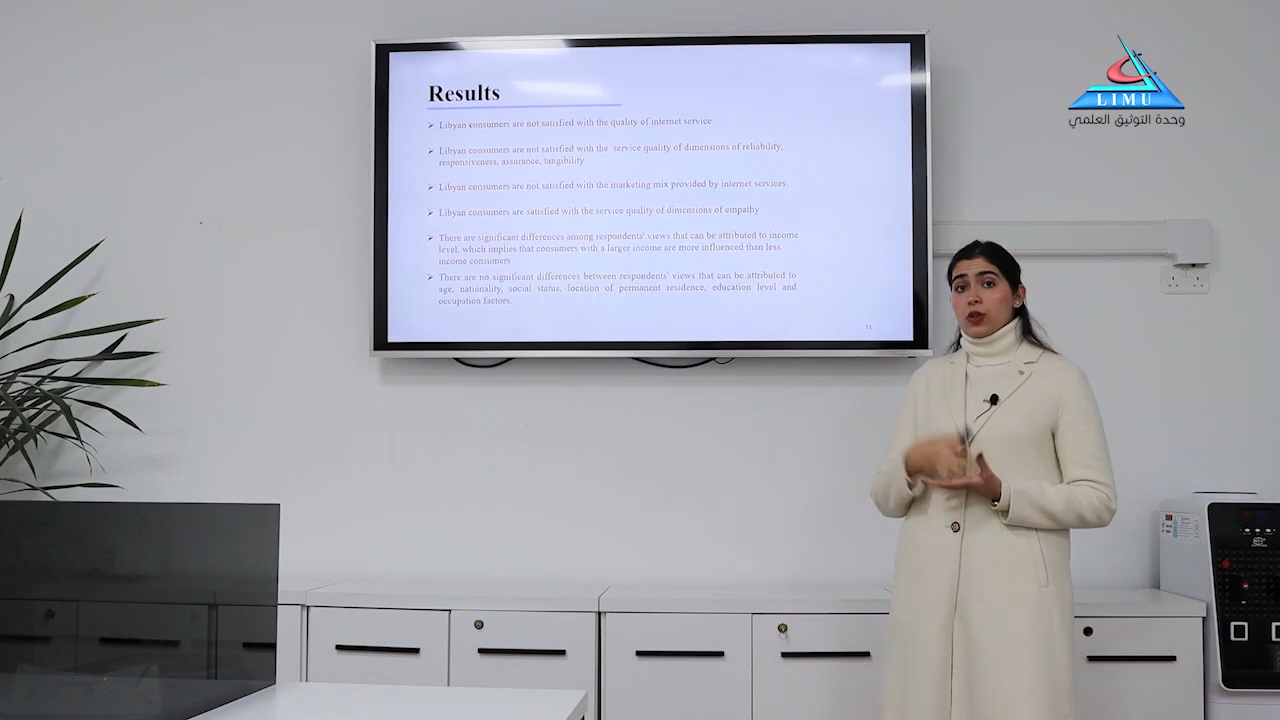 Results
➢ Libyan consumers are not satisfied with the quality of internet service.
➢ Libyan consumers are not satisfied with the service quality of dimensions of reliability,
responsiveness, assurance, tangibility
➢ Libyan consumers are not satisfied with the marketing mix provided by internet services.
➢ Libyan consumers are satisfied with the service quality of dimensions of empathy
➢ There are significant differences among respondents' views that can be attributed to income
level, which implies that consumers with a larger income are more influenced than less
income consumers .
➢ There are no significant differences between respondents' views that can be attributed to
age, nationality, social status, location of permanent residence, education level and
occupation factors.
51
LIMU
وحدة التوثيق العلمي